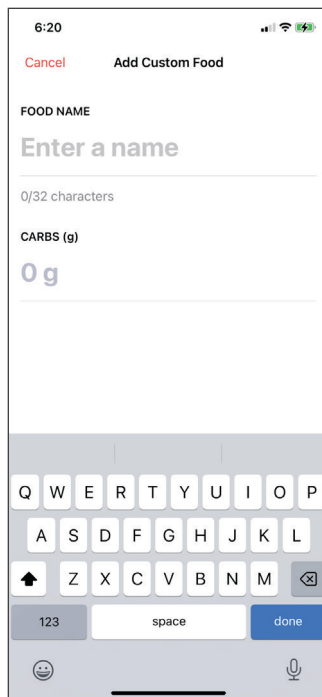 6:20
Cancel Add Custom Food
FOOD NAME
Enter a name
0/32 characters
CARBS (g)
0 g
Q W E R T Y U I O P
A S D F G H J K L
Z X C V B N M
123 space done